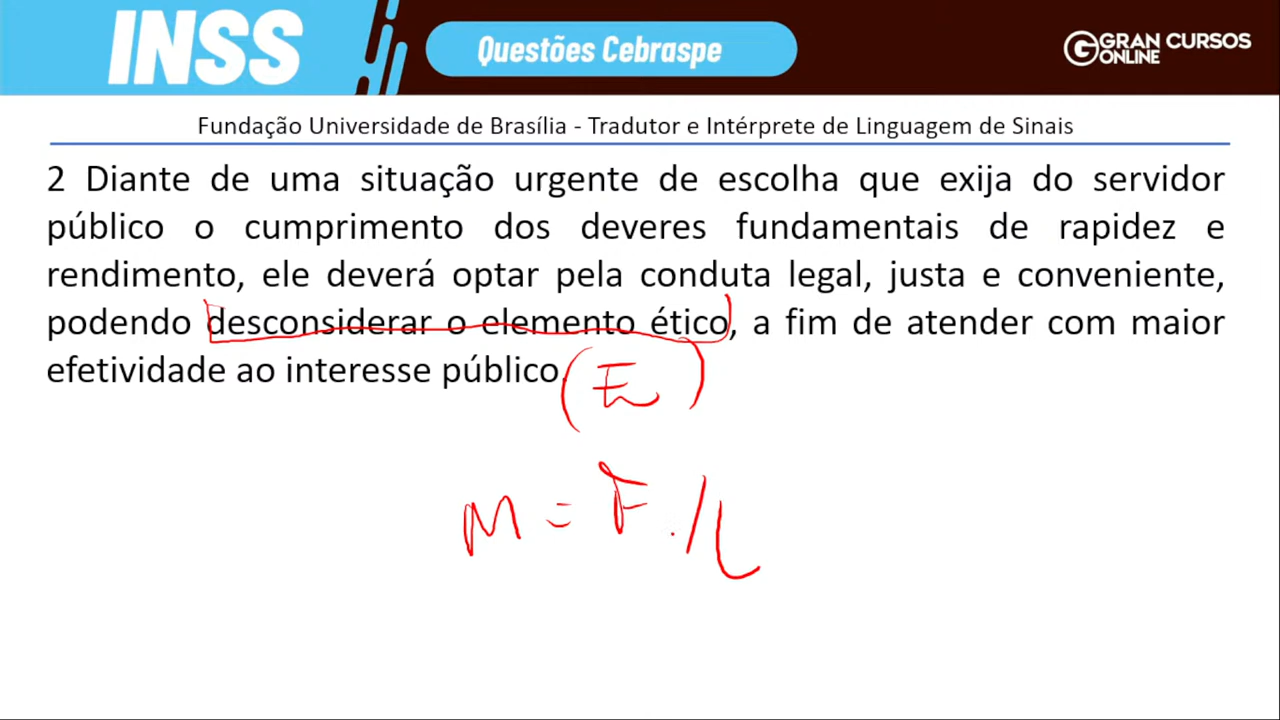 INSS
Questões Cebraspe
GRAN CURSOS
ONLINE
Fundação Universidade de Brasília - Tradutor e Intérprete de Linguagem de Sinais
2 Diante de uma situação urgente de escolha que exija do servidor
público o cumprimento dos deveres fundamentais de rapidez e
rendimento, ele deverá optar pela conduta legal, justa e conveniente,
podendo desconsiderar o elemento ético, a fim de atender com maior
efetividade ao interesse público.
(E)
M = F./L